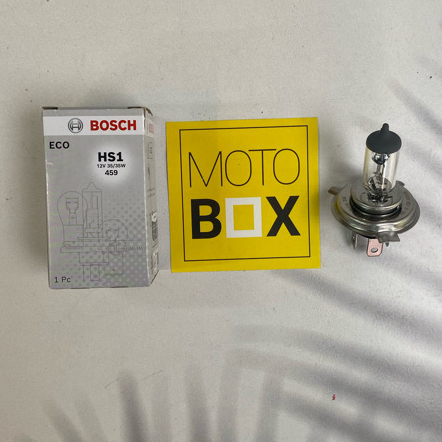 BOSCH
ECO
HS1
12V 35/35W
459
1 Pc
MOTO
BOX